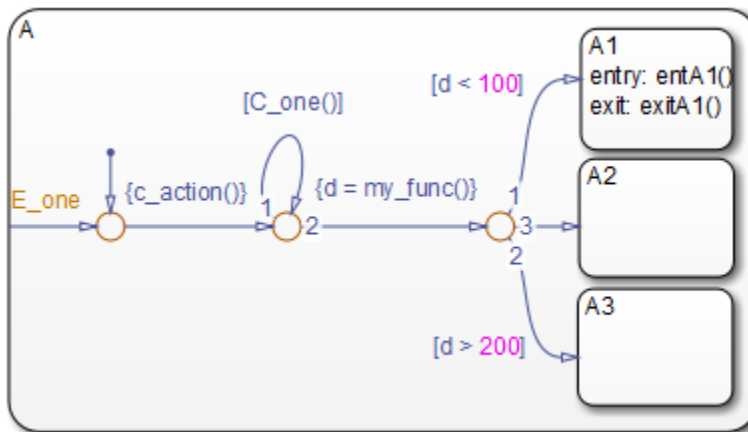 A
A1
entry: entA1()
exit: exitA1()
[d < 100]
[C_one()]
E_one
{c_action()}
1
2
{d = my_func()}
1
3
2
A2
A3
[d > 200]